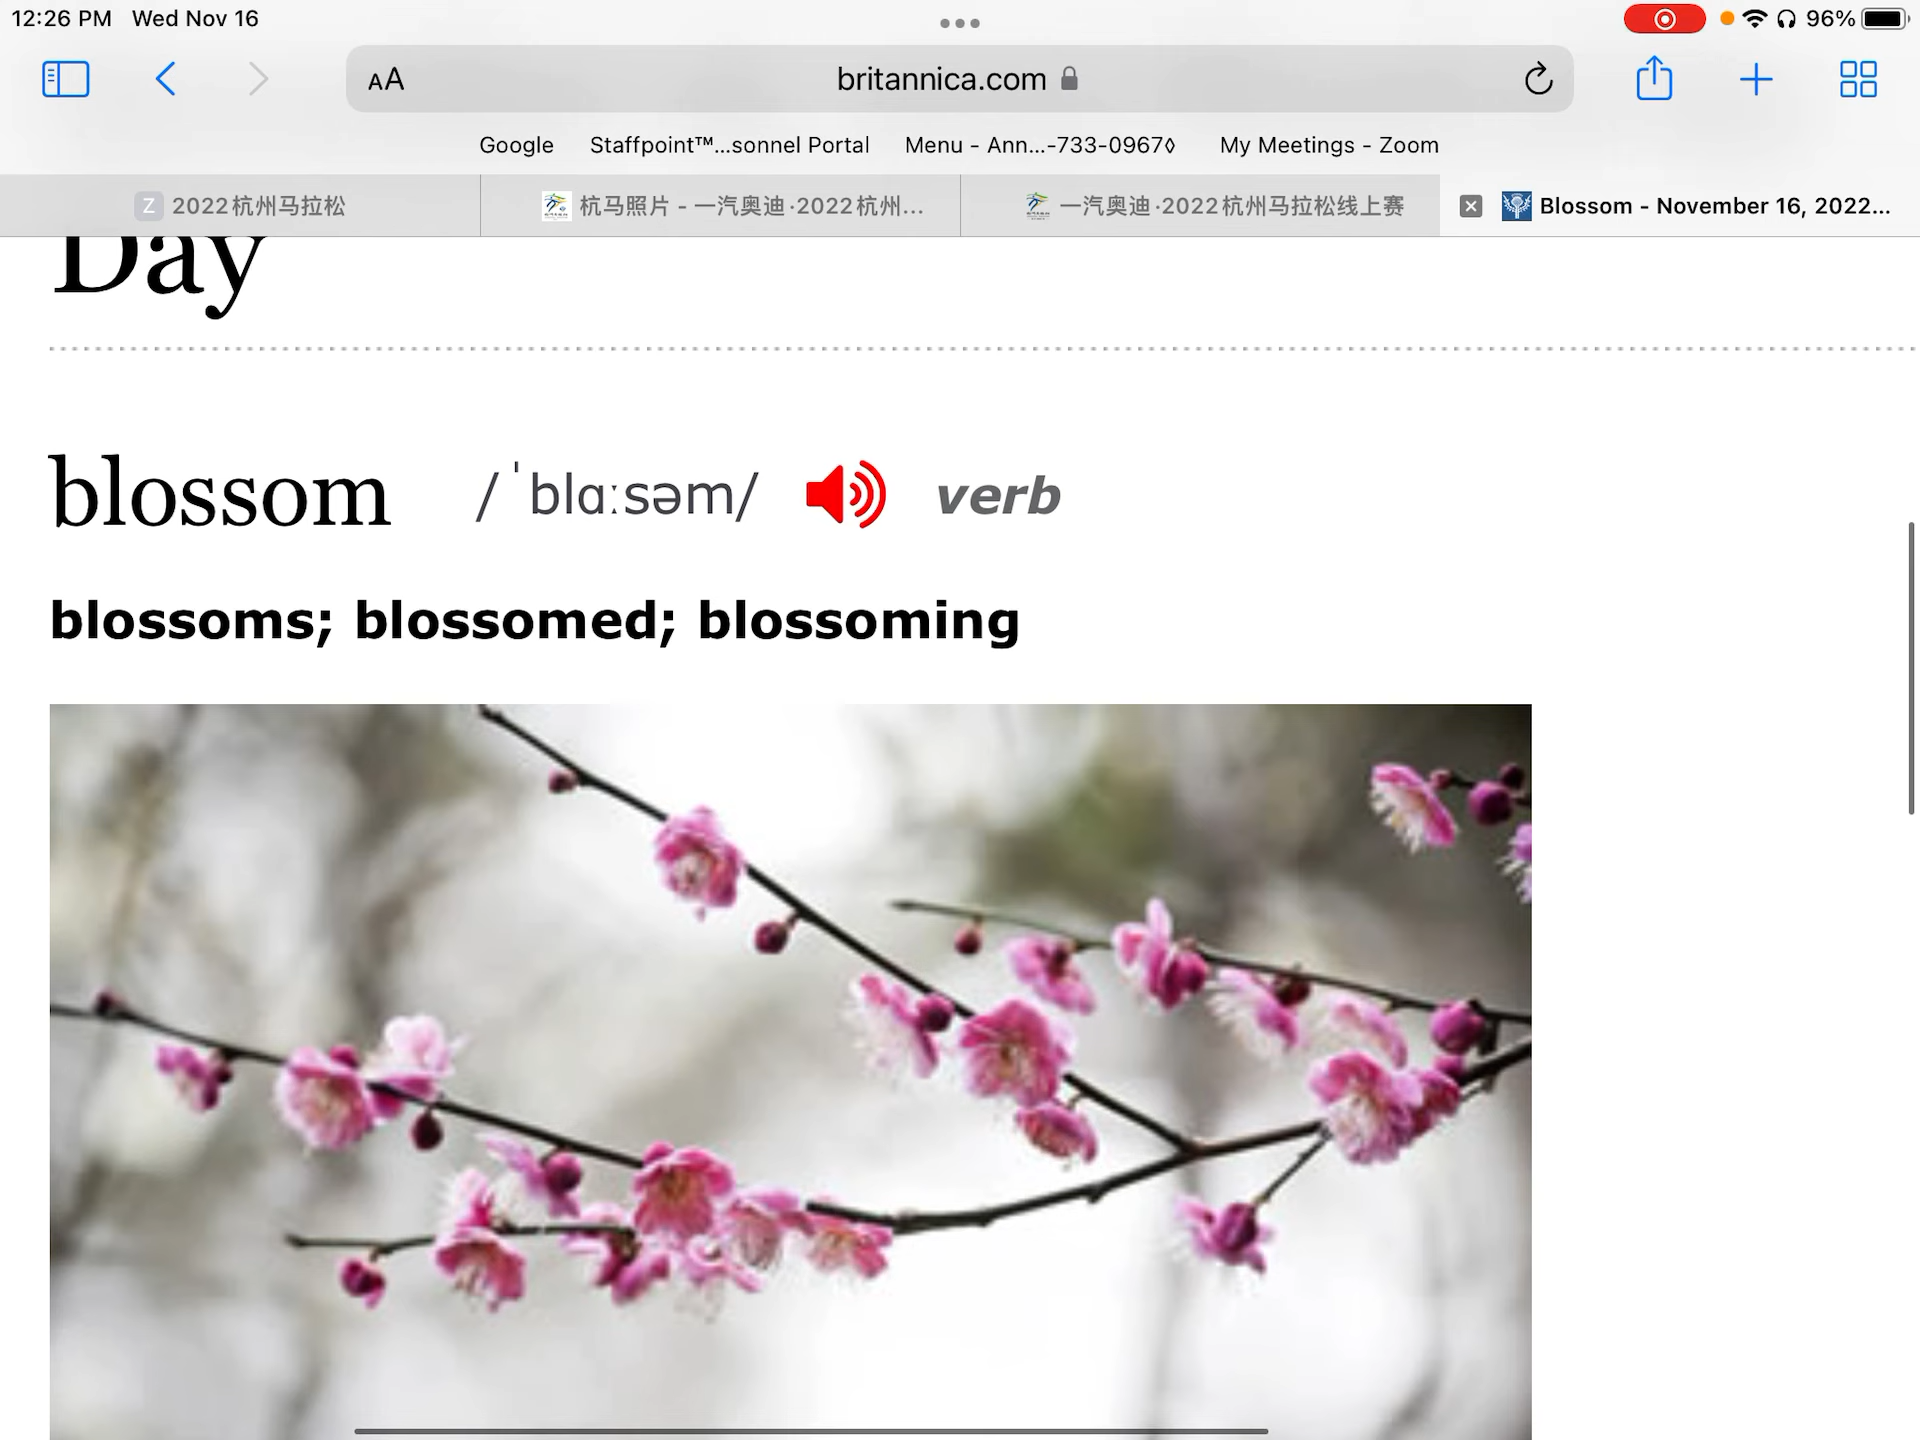 12:26 PM Wed Nov 16
96%
AA
britannica.com
Google Staffpoint™...sonnel Portal Menu - Ann...-733-0967◊ My Meetings - Zoom
Z 2022杭州马拉松
杭马照片 - 一汽奥迪·2022杭州...
一汽奥迪·2022杭州马拉松线上赛
Blossom - November 16, 2022...
Day
blossom /ˈblɑːsəm/ verb
blossoms; blossomed; blossoming